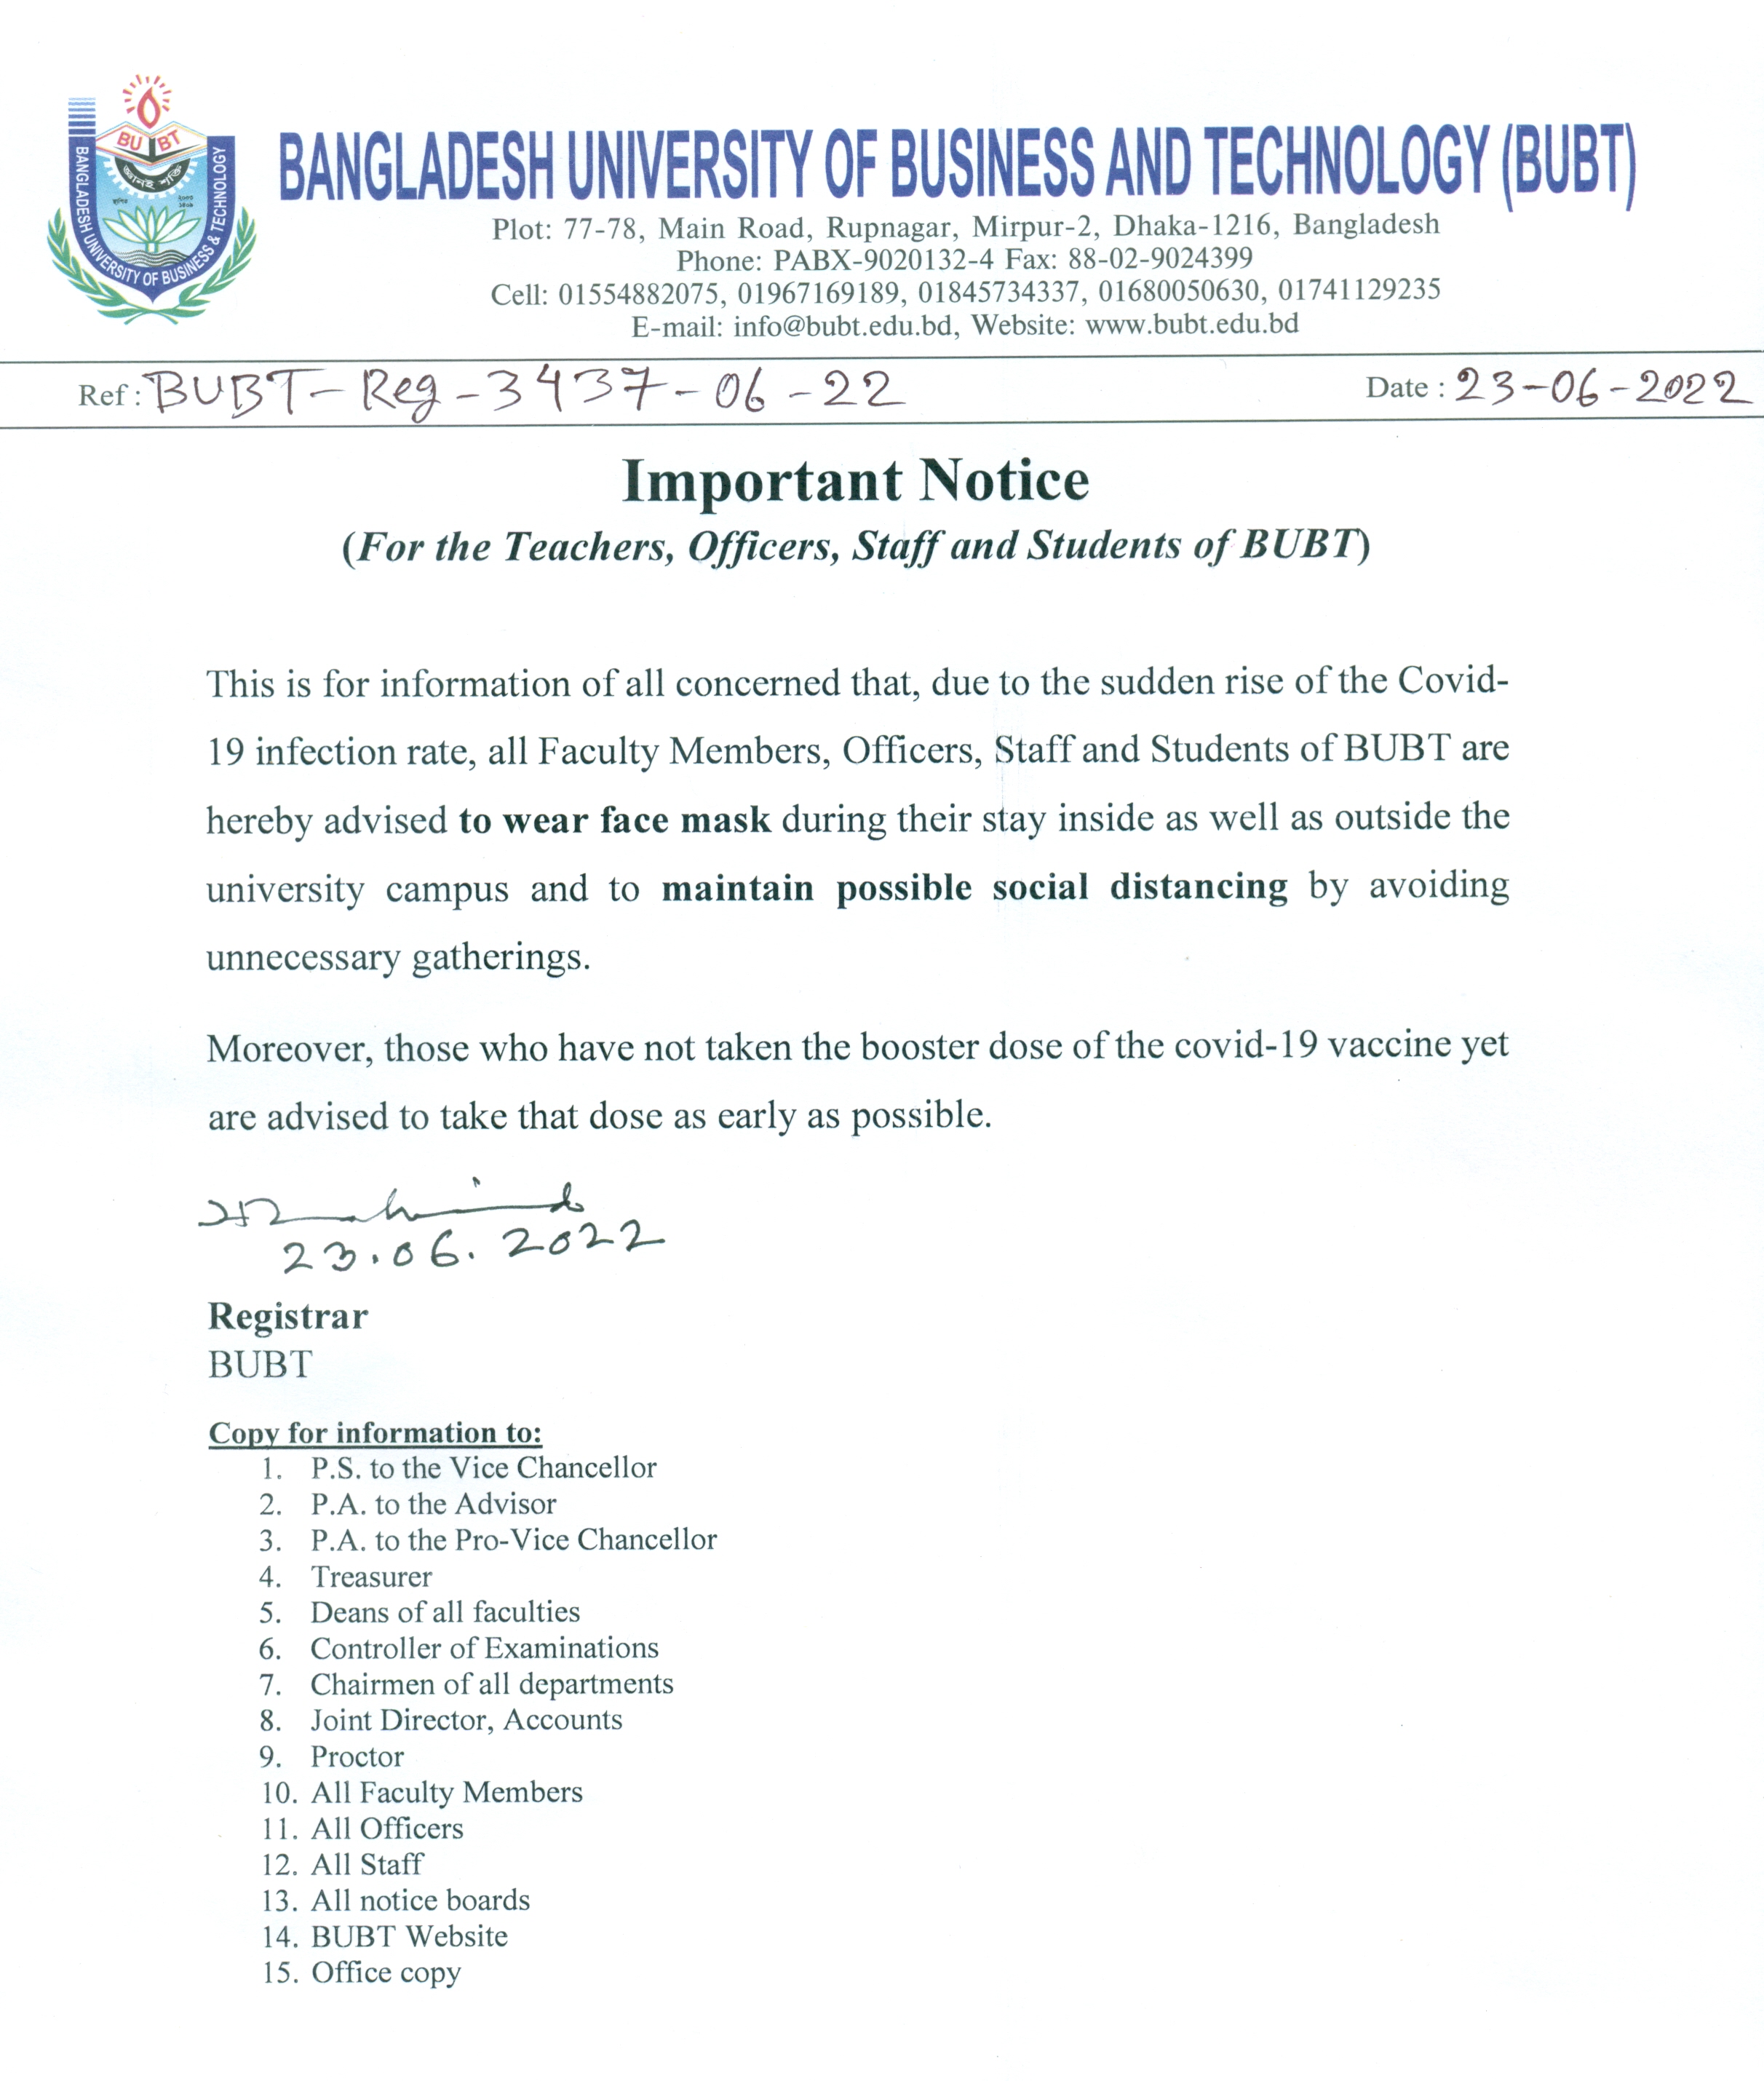 BU BT
জ্ঞানই শক্তি
BANGLADESH UNIVERSITY OF BUSINESS & TECHNOLOGY
BANGLADESH UNIVERSITY OF BUSINESS AND TECHNOLOGY (BUBT)
Plot: 77-78, Main Road, Rupnagar, Mirpur-2, Dhaka-1216, Bangladesh
Phone: PABX-9020132-4 Fax: 88-02-9024399
Cell: 01554882075, 01967169189, 01845734337, 01680050630, 01741129235
E-mail: info@bubt.edu.bd, Website: www.bubt.edu.bd
Ref : BUBT-Reg-3437-06-22 Date : 23-06-2022
Important Notice
(For the Teachers, Officers, Staff and Students of BUBT)
This is for information of all concerned that, due to the sudden rise of the Covid-
19 infection rate, all Faculty Members, Officers, Staff and Students of BUBT are
hereby advised to wear face mask during their stay inside as well as outside the
university campus and to maintain possible social distancing by avoiding
unnecessary gatherings.
Moreover, those who have not taken the booster dose of the covid-19 vaccine yet
are advised to take that dose as early as possible.
23.06.2022
Registrar
BUBT
Copy for information to:
1. P.S. to the Vice Chancellor
2. P.A. to the Advisor
3. P.A. to the Pro-Vice Chancellor
4. Treasurer
5. Deans of all faculties
6. Controller of Examinations
7. Chairmen of all departments
8. Joint Director, Accounts
9. Proctor
10. All Faculty Members
11. All Officers
12. All Staff
13. All notice boards
14. BUBT Website
15. Office copy